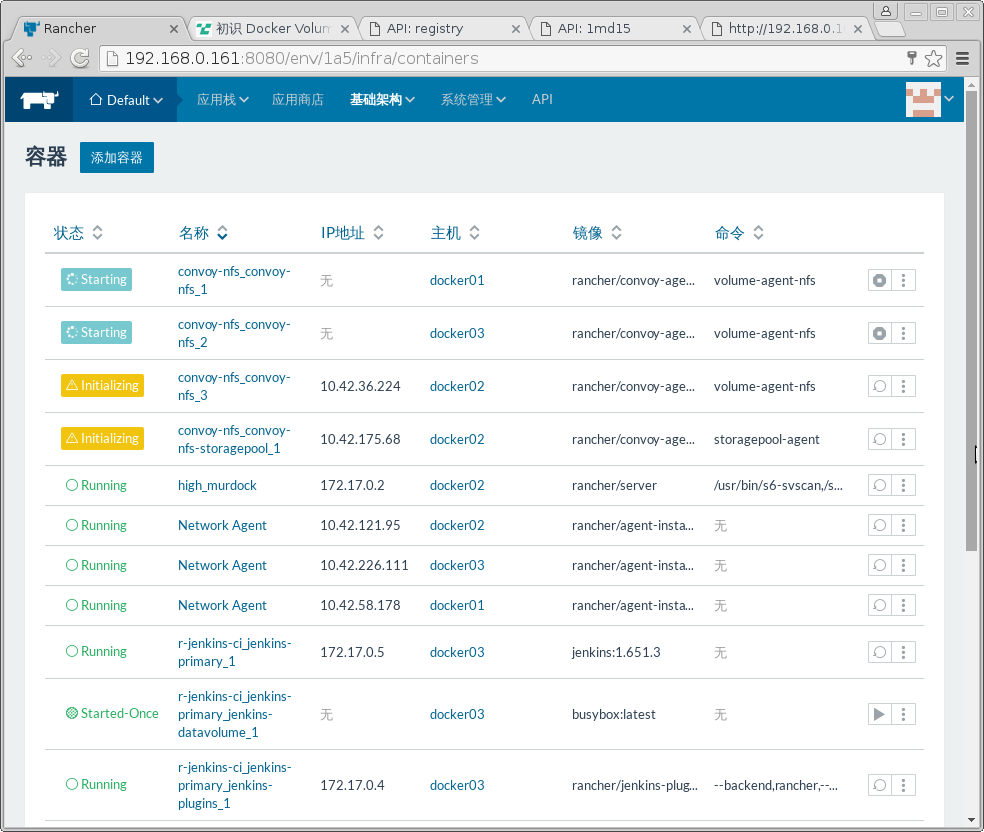 Rancher
初识 Docker Volum
API: registry
API: 1md15
http://192.168.0.1
192.168.0.161:8080/env/1a5/infra/containers
Default 应用栈 应用商店 基础架构 系统管理 API
容器 添加容器
状态 名称 IP地址 主机 镜像 命令
Starting convoy-nfs_convoy-nfs_1 无 docker01 rancher/convoy-age... volume-agent-nfs
Starting convoy-nfs_convoy-nfs_2 无 docker03 rancher/convoy-age... volume-agent-nfs
Initializing convoy-nfs_convoy-nfs_3 10.42.36.224 docker02 rancher/convoy-age... volume-agent-nfs
Initializing convoy-nfs_convoy-nfs-storagepool_1 10.42.175.68 docker02 rancher/convoy-age... storagepool-agent
Running high_murdock 172.17.0.2 docker02 rancher/server /usr/bin/s6-svscan,/s...
Running Network Agent 10.42.121.95 docker02 rancher/agent-insta... 无
Running Network Agent 10.42.226.111 docker03 rancher/agent-insta... 无
Running Network Agent 10.42.58.178 docker01 rancher/agent-insta... 无
Running r-jenkins-ci_jenkins-primary_1 172.17.0.5 docker03 jenkins:1.651.3 无
Started-Once r-jenkins-ci_jenkins-primary_jenkins-datavolume_1 无 docker03 busybox:latest 无
Running r-jenkins-ci_jenkins-primary_jenkins-plugins_1 172.17.0.4 docker03 rancher/jenkins-plug... --backend,rancher,--...